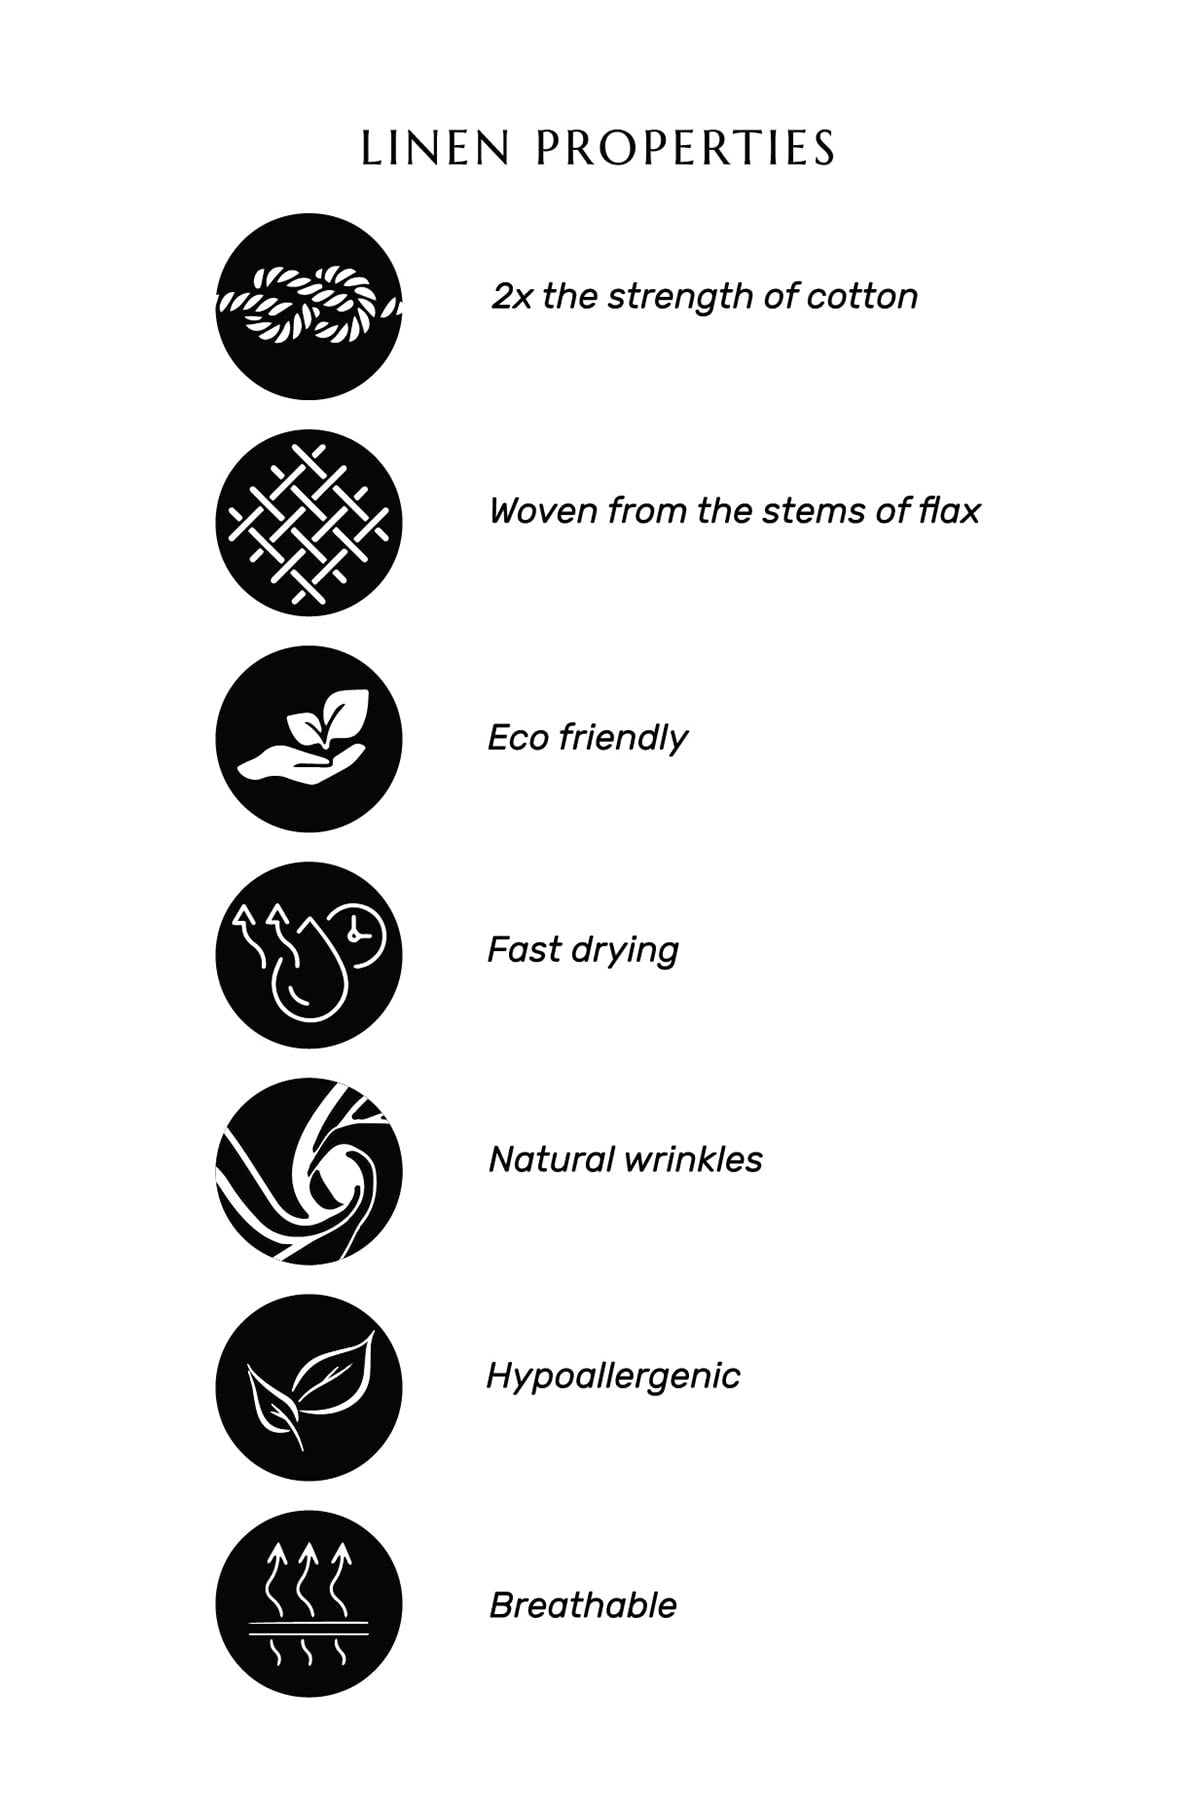 LINEN PROPERTIES
2x the strength of cotton
Woven from the stems of flax
Eco friendly
Fast drying
Natural wrinkles
Hypoallergenic
Breathable